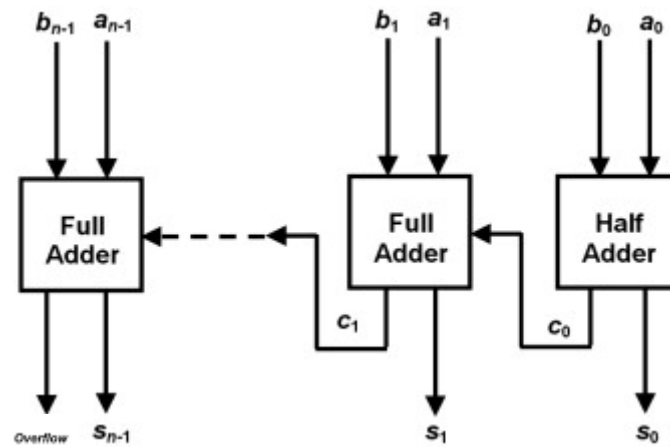 bn-1 an-1 b1 a1 b0 a0
Full Adder
Full Adder
Half Adder
c1 c0
Overflow sn-1 s1 s0